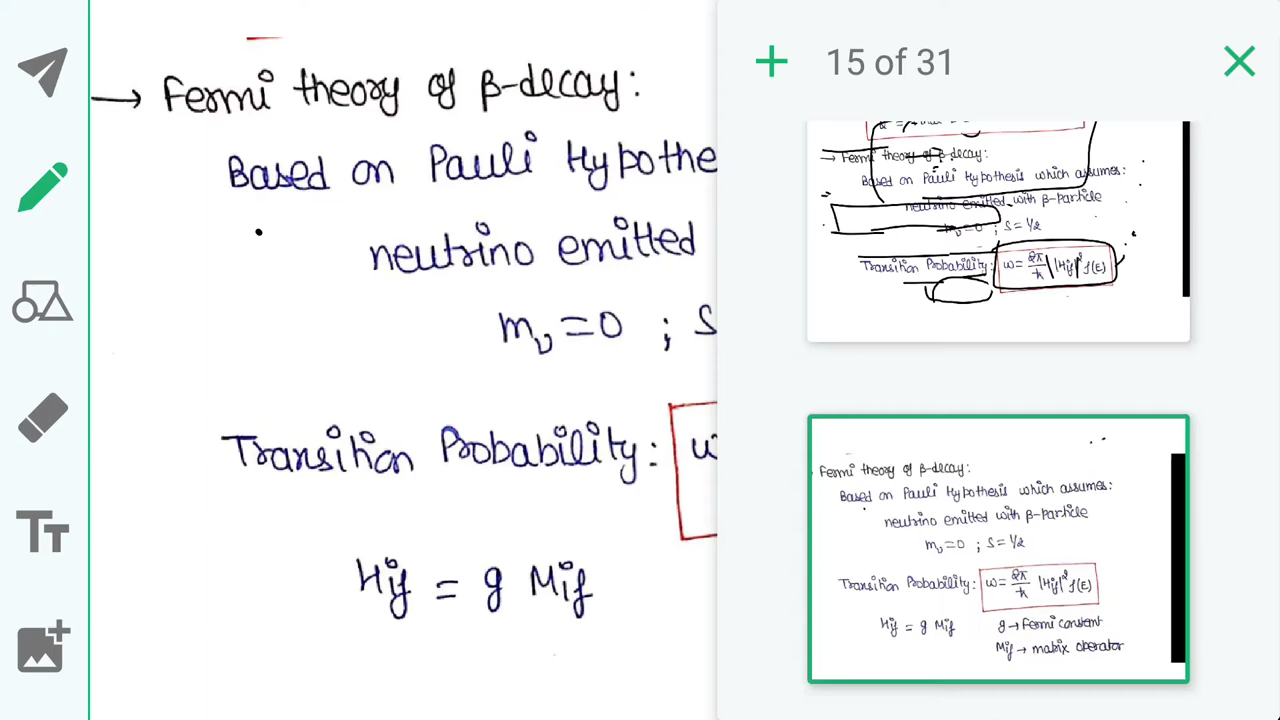 → Fermi theory of β-decay:
Based on Pauli Hypothe
neutrino emitted
mν=0 ; S
Transition Probability: w
Hif = g Mif
+ 15 of 31 ×
→ Fermi theory of β-decay:
Based on Pauli Hypothesis which assumes:
neutrino emitted with β-Particle
mν=0 ; S=1/2
Transition Probability: w = 2π/ħ |Hif|² f(E)
Fermi theory of β-decay:
Based on Pauli Hypothesis which assumes:
neutrino emitted with β-Particle
mν=0 ; S=1/2
Transition Probability: w = 2π/ħ |Hif|² f(E)
Hif = g Mif g→Fermi constant
Mif→ matrix operator
TT